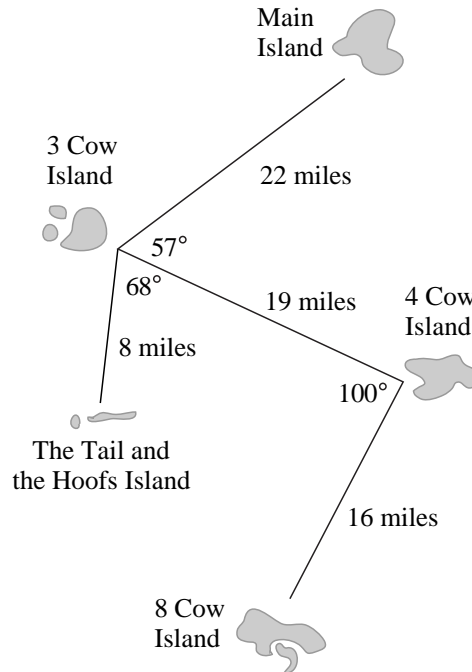 Main
Island
3 Cow
Island
22 miles
57°
68°
19 miles
4 Cow
Island
8 miles
100°
The Tail and
the Hoofs Island
16 miles
8 Cow
Island